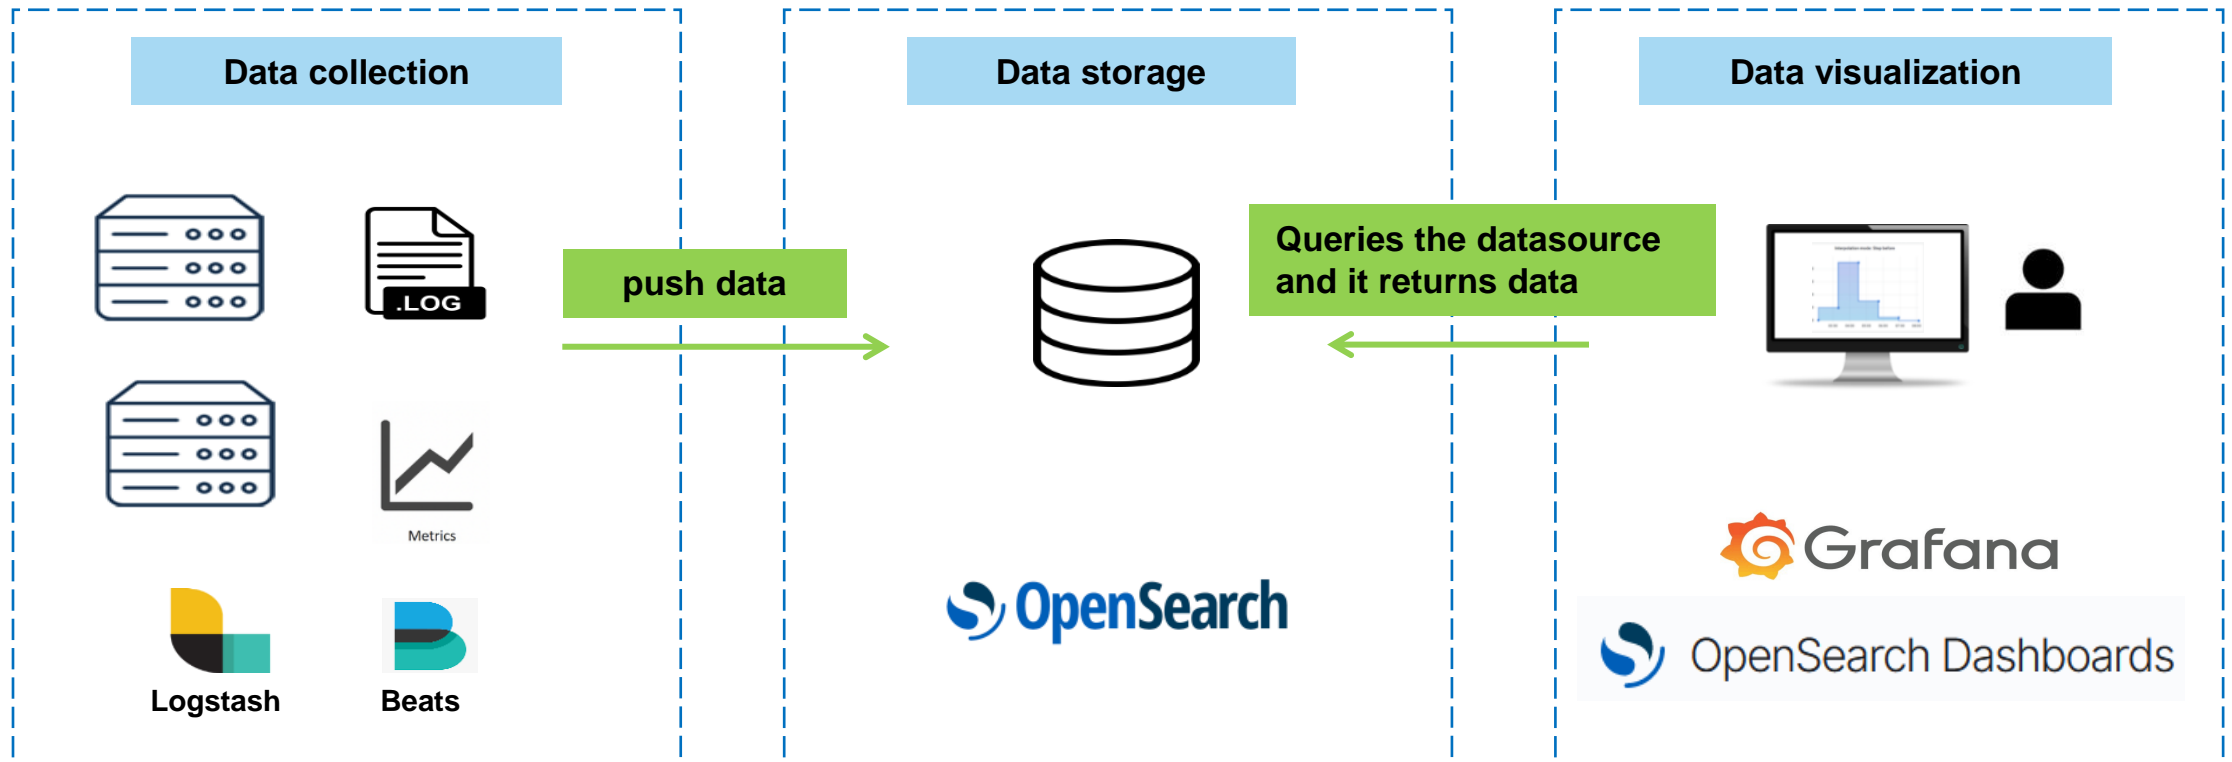 Data collection
Data storage
Data visualization
.LOG
push data
Queries the datasource
and it returns data
Metrics
Grafana
OpenSearch
OpenSearch Dashboards
Logstash
Beats